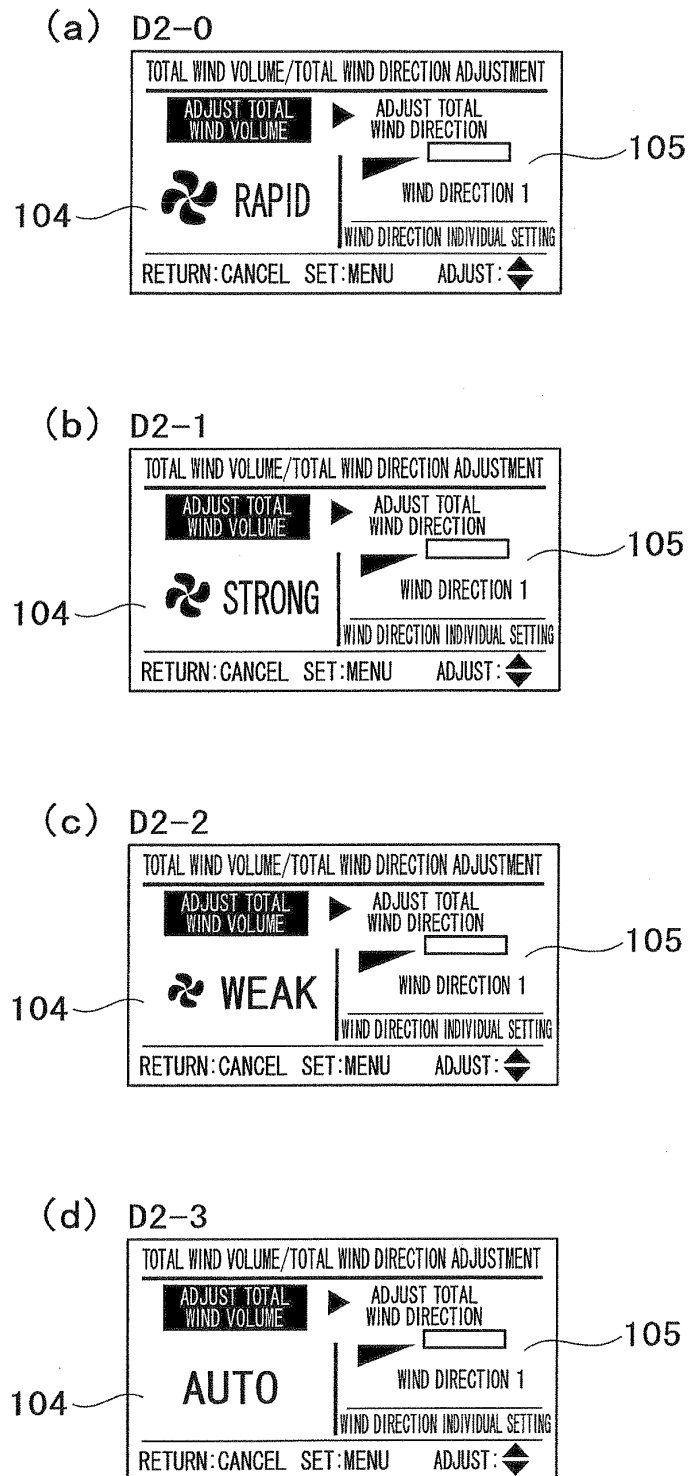 (a) D2-0
TOTAL WIND VOLUME/TOTAL WIND DIRECTION ADJUSTMENT
ADJUST TOTAL
WIND VOLUME
ADJUST TOTAL
WIND DIRECTION
105
104
RAPID
WIND DIRECTION 1
WIND DIRECTION INDIVIDUAL SETTING
RETURN:CANCEL SET:MENU ADJUST:
(b) D2-1
TOTAL WIND VOLUME/TOTAL WIND DIRECTION ADJUSTMENT
ADJUST TOTAL
WIND VOLUME
ADJUST TOTAL
WIND DIRECTION
105
104
STRONG
WIND DIRECTION 1
WIND DIRECTION INDIVIDUAL SETTING
RETURN:CANCEL SET:MENU ADJUST:
(c) D2-2
TOTAL WIND VOLUME/TOTAL WIND DIRECTION ADJUSTMENT
ADJUST TOTAL
WIND VOLUME
ADJUST TOTAL
WIND DIRECTION
105
104
WEAK
WIND DIRECTION 1
WIND DIRECTION INDIVIDUAL SETTING
RETURN:CANCEL SET:MENU ADJUST:
(d) D2-3
TOTAL WIND VOLUME/TOTAL WIND DIRECTION ADJUSTMENT
ADJUST TOTAL
WIND VOLUME
ADJUST TOTAL
WIND DIRECTION
105
104
AUTO
WIND DIRECTION 1
WIND DIRECTION INDIVIDUAL SETTING
RETURN:CANCEL SET:MENU ADJUST: